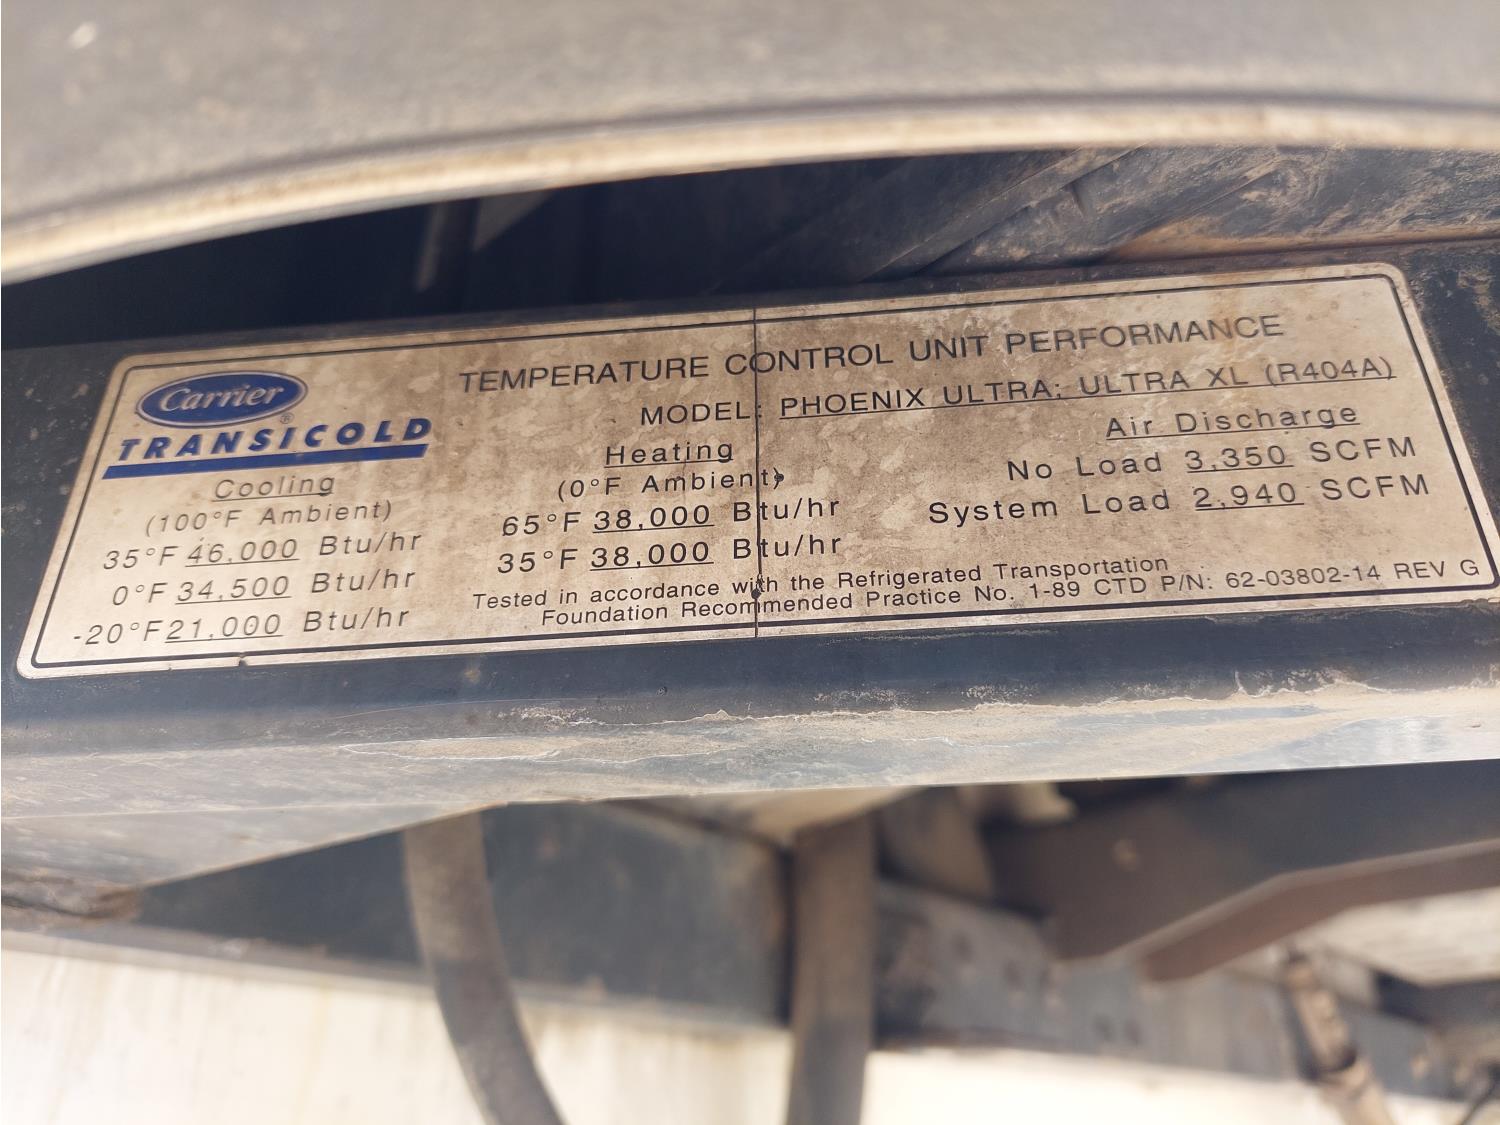 Carrier ®
TRANSICOLD
TEMPERATURE CONTROL UNIT PERFORMANCE
MODEL: PHOENIX ULTRA; ULTRA XL (R404A)
Cooling
(100°F Ambient)
35°F 46,000 Btu/hr
0°F 34,500 Btu/hr
-20°F 21,000 Btu/hr
Heating
(0°F Ambient)
65°F 38,000 Btu/hr
35°F 38,000 Btu/hr
Air Discharge
No Load 3,350 SCFM
System Load 2,940 SCFM
Tested in accordance with the Refrigerated Transportation
Foundation Recommended Practice No. 1-89 CTD P/N: 62-03802-14 REV G